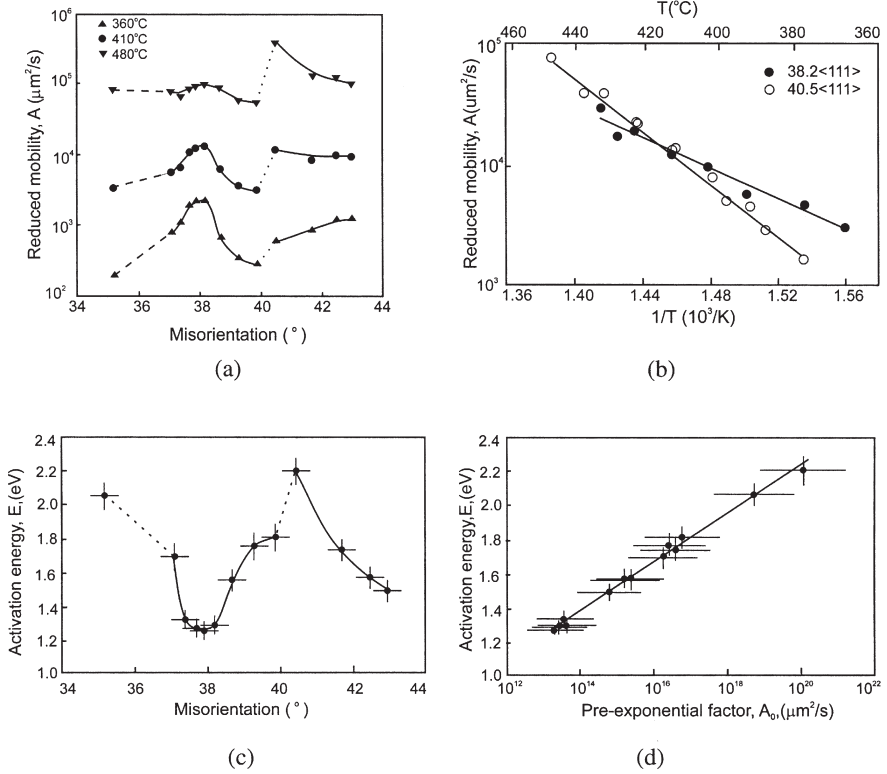 360°C
410°C
480°C
10⁶
10⁵
10⁴
10³
10²
Reduced mobility, A (μm²/s)
34 36 38 40 42 44
Misorientation (°)
(a)
T(°C)
460 440 420 400 380 360
10⁵
10⁴
10³
Reduced mobility, A(um²/s)
38.2<111>
40.5<111>
1.36 1.40 1.44 1.48 1.52 1.56
1/T (10³/K)
(b)
2.4
2.2
2.0
1.8
1.6
1.4
1.2
1.0
Activation energy, E,(eV)
34 36 38 40 42 44
Misorientation (°)
(c)
2.4
2.2
2.0
1.8
1.6
1.4
1.2
1.0
Activation energy,E,(eV)
10¹² 10¹⁴ 10¹⁶ 10¹⁸ 10²⁰ 10²²
Pre-exponential factor, A₀,(μm²/s)
(d)